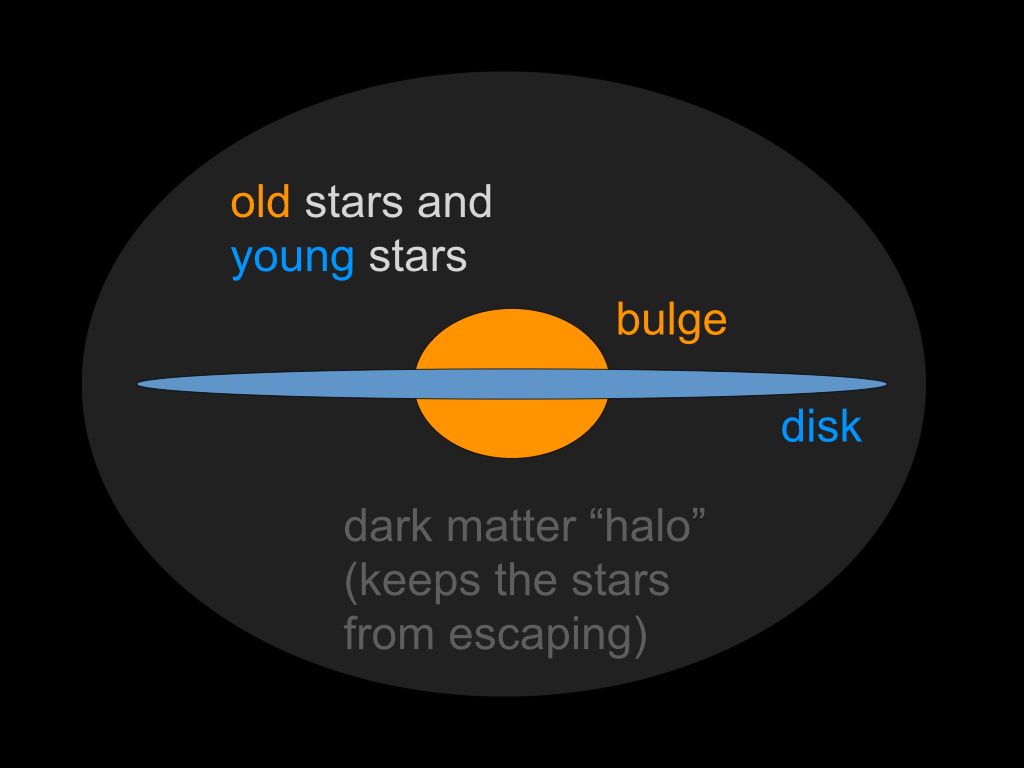 old stars and
young stars
bulge
disk
dark matter “halo”
(keeps the stars
from escaping)